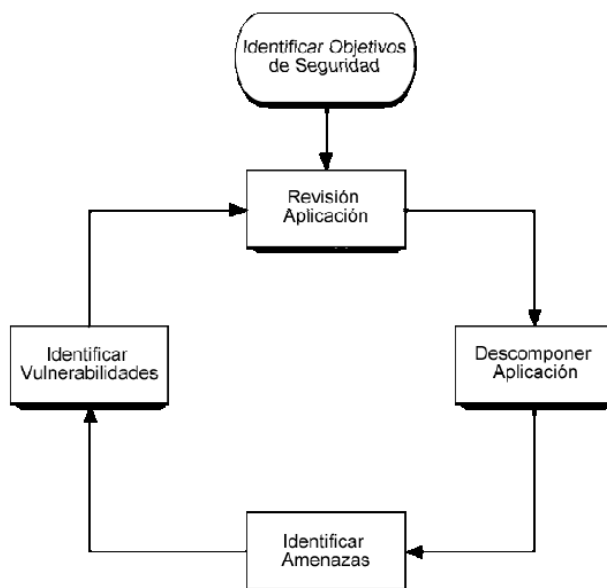 Identificar Objetivos
de Seguridad
Revisión
Aplicación
Identificar
Vulnerabilidades
Descomponer
Aplicación
Identificar
Amenazas